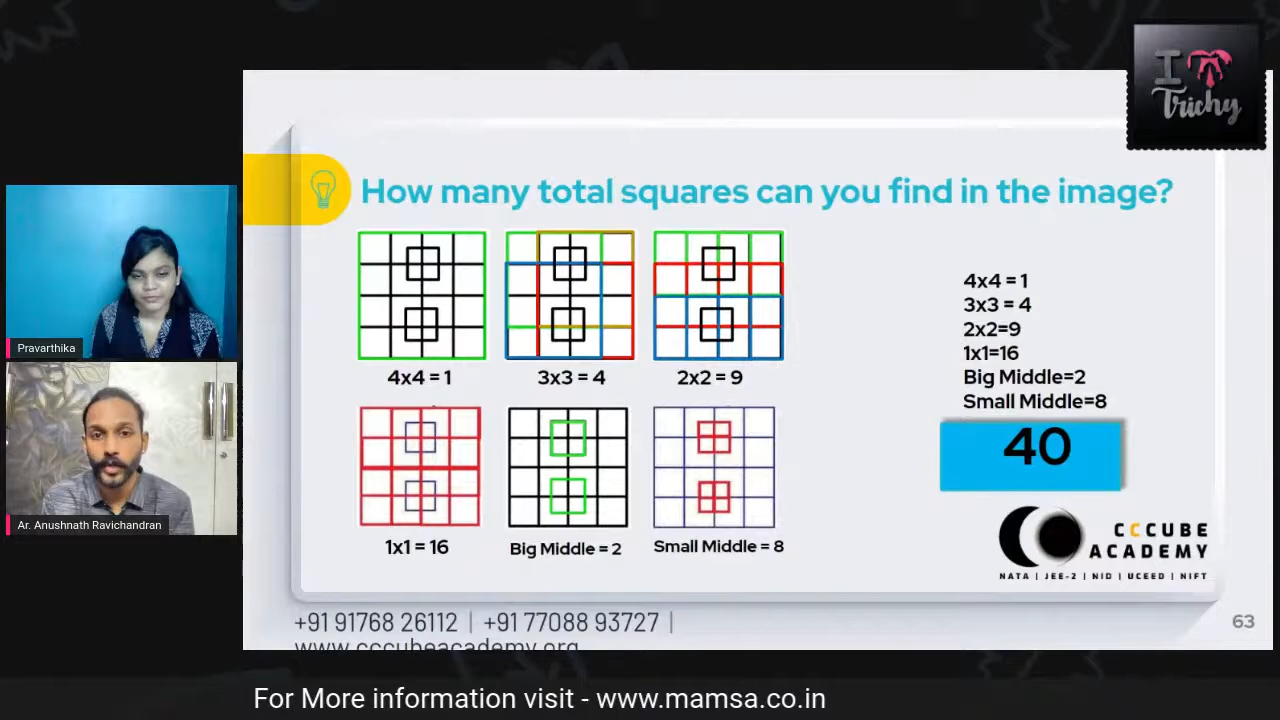 I
Trichy
How many total squares can you find in the image?
4x4 = 1
3x3 = 4
2x2 = 9
1x1 = 16
Big Middle = 2
Small Middle = 8
4x4 = 1
3x3 = 4
2x2=9
1x1=16
Big Middle=2
Small Middle=8
40
CCCUBE
ACADEMY
NATA | JEE-2 | NID | UCEED | NIFT
+91 91768 26112 | +91 77088 93727 |
www.cccubeacademy.org
63
Pravarthika
Ar. Anushnath Ravichandran
For More information visit - www.mamsa.co.in